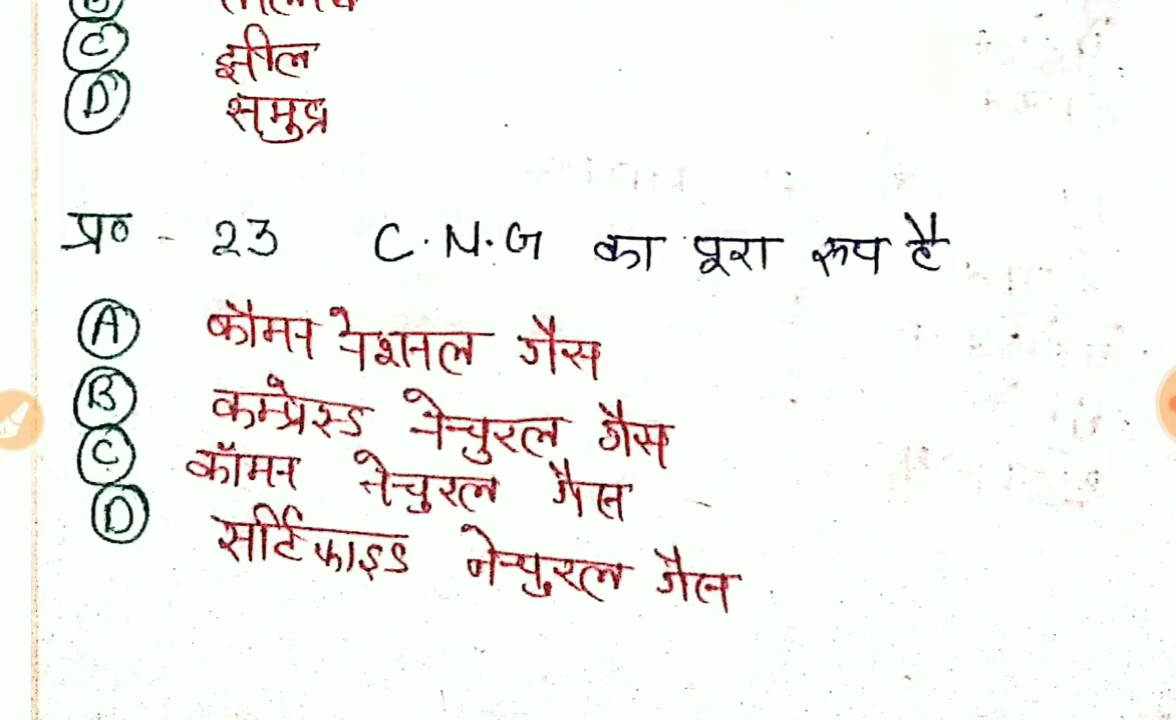 C झील
D समुद्र
प्र० - 23 C.N.G का पूरा रूप है
A कौमन नेशनल गैस
B कम्प्रेस्ड नेचुरल गैस
C कॉमन नेचुरल गैस
D सर्टिफाइड नेचुरल गैस